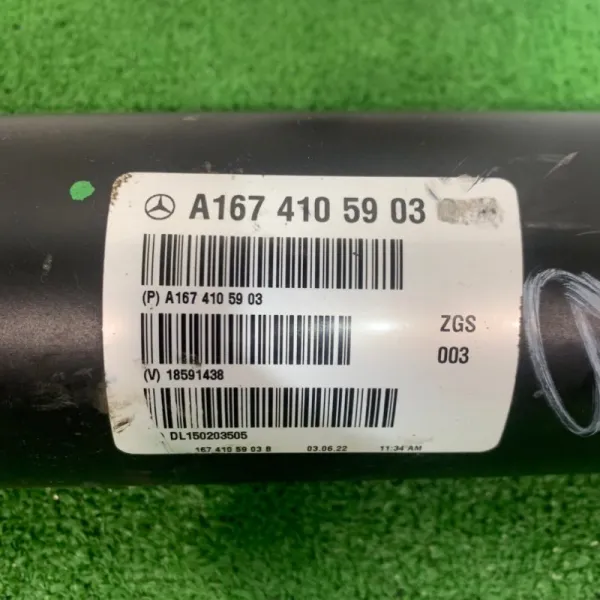 A167 410 59 03
(P) A167 410 59 03
ZGS
003
(V) 18591438
DL150203505
167 410 59 03 B 03.06.22 11:34 AM